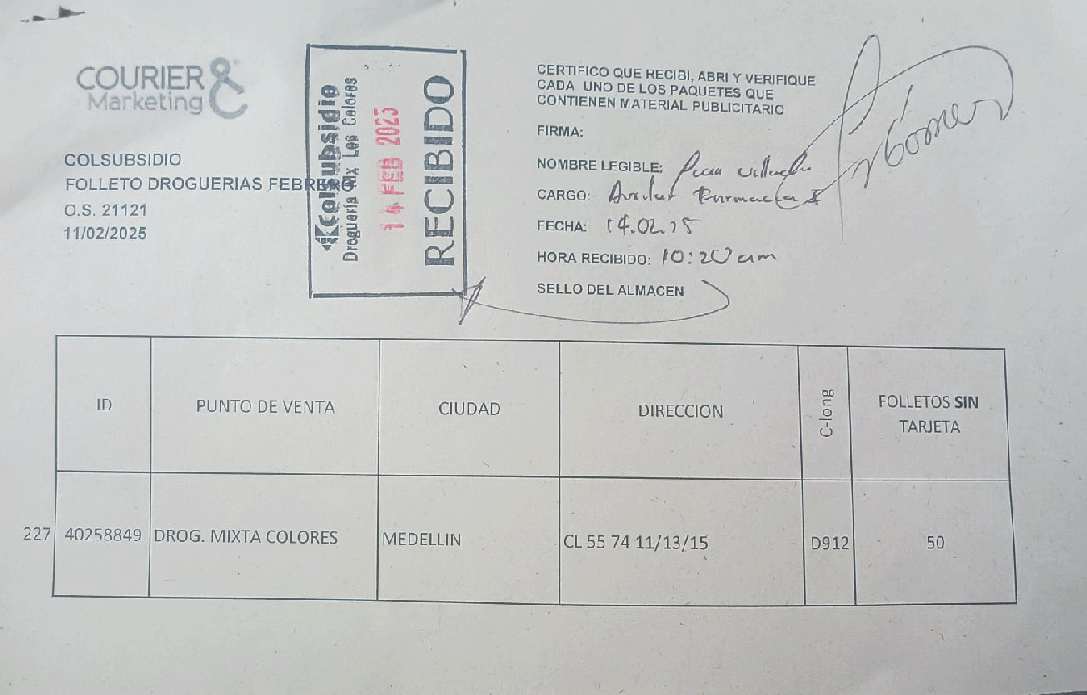 COURIER &
Marketing
COLSUBSIDIO
FOLLETO DROGUERIAS FEBRERO
O.S. 21121
11/02/2025
Colsubsidio
Drogueria Mix Los Colores
14 FEB 2025
RECIBIDO
CERTIFICO QUE RECIBI, ABRI Y VERIFIQUE
CADA UNO DE LOS PAQUETES QUE
CONTIENEN MATERIAL PUBLICITARIO
FIRMA:
NOMBRE LEGIBLE:
CARGO:
FECHA: 14.02.25
HORA RECIBIDO: 10:20 am
SELLO DEL ALMACEN
ID
PUNTO DE VENTA
CIUDAD
DIRECCION
C-long
FOLLETOS SIN
TARJETA
227 40258849 DROG. MIXTA COLORES MEDELLIN CL 55 74 11/13/15 D912 50